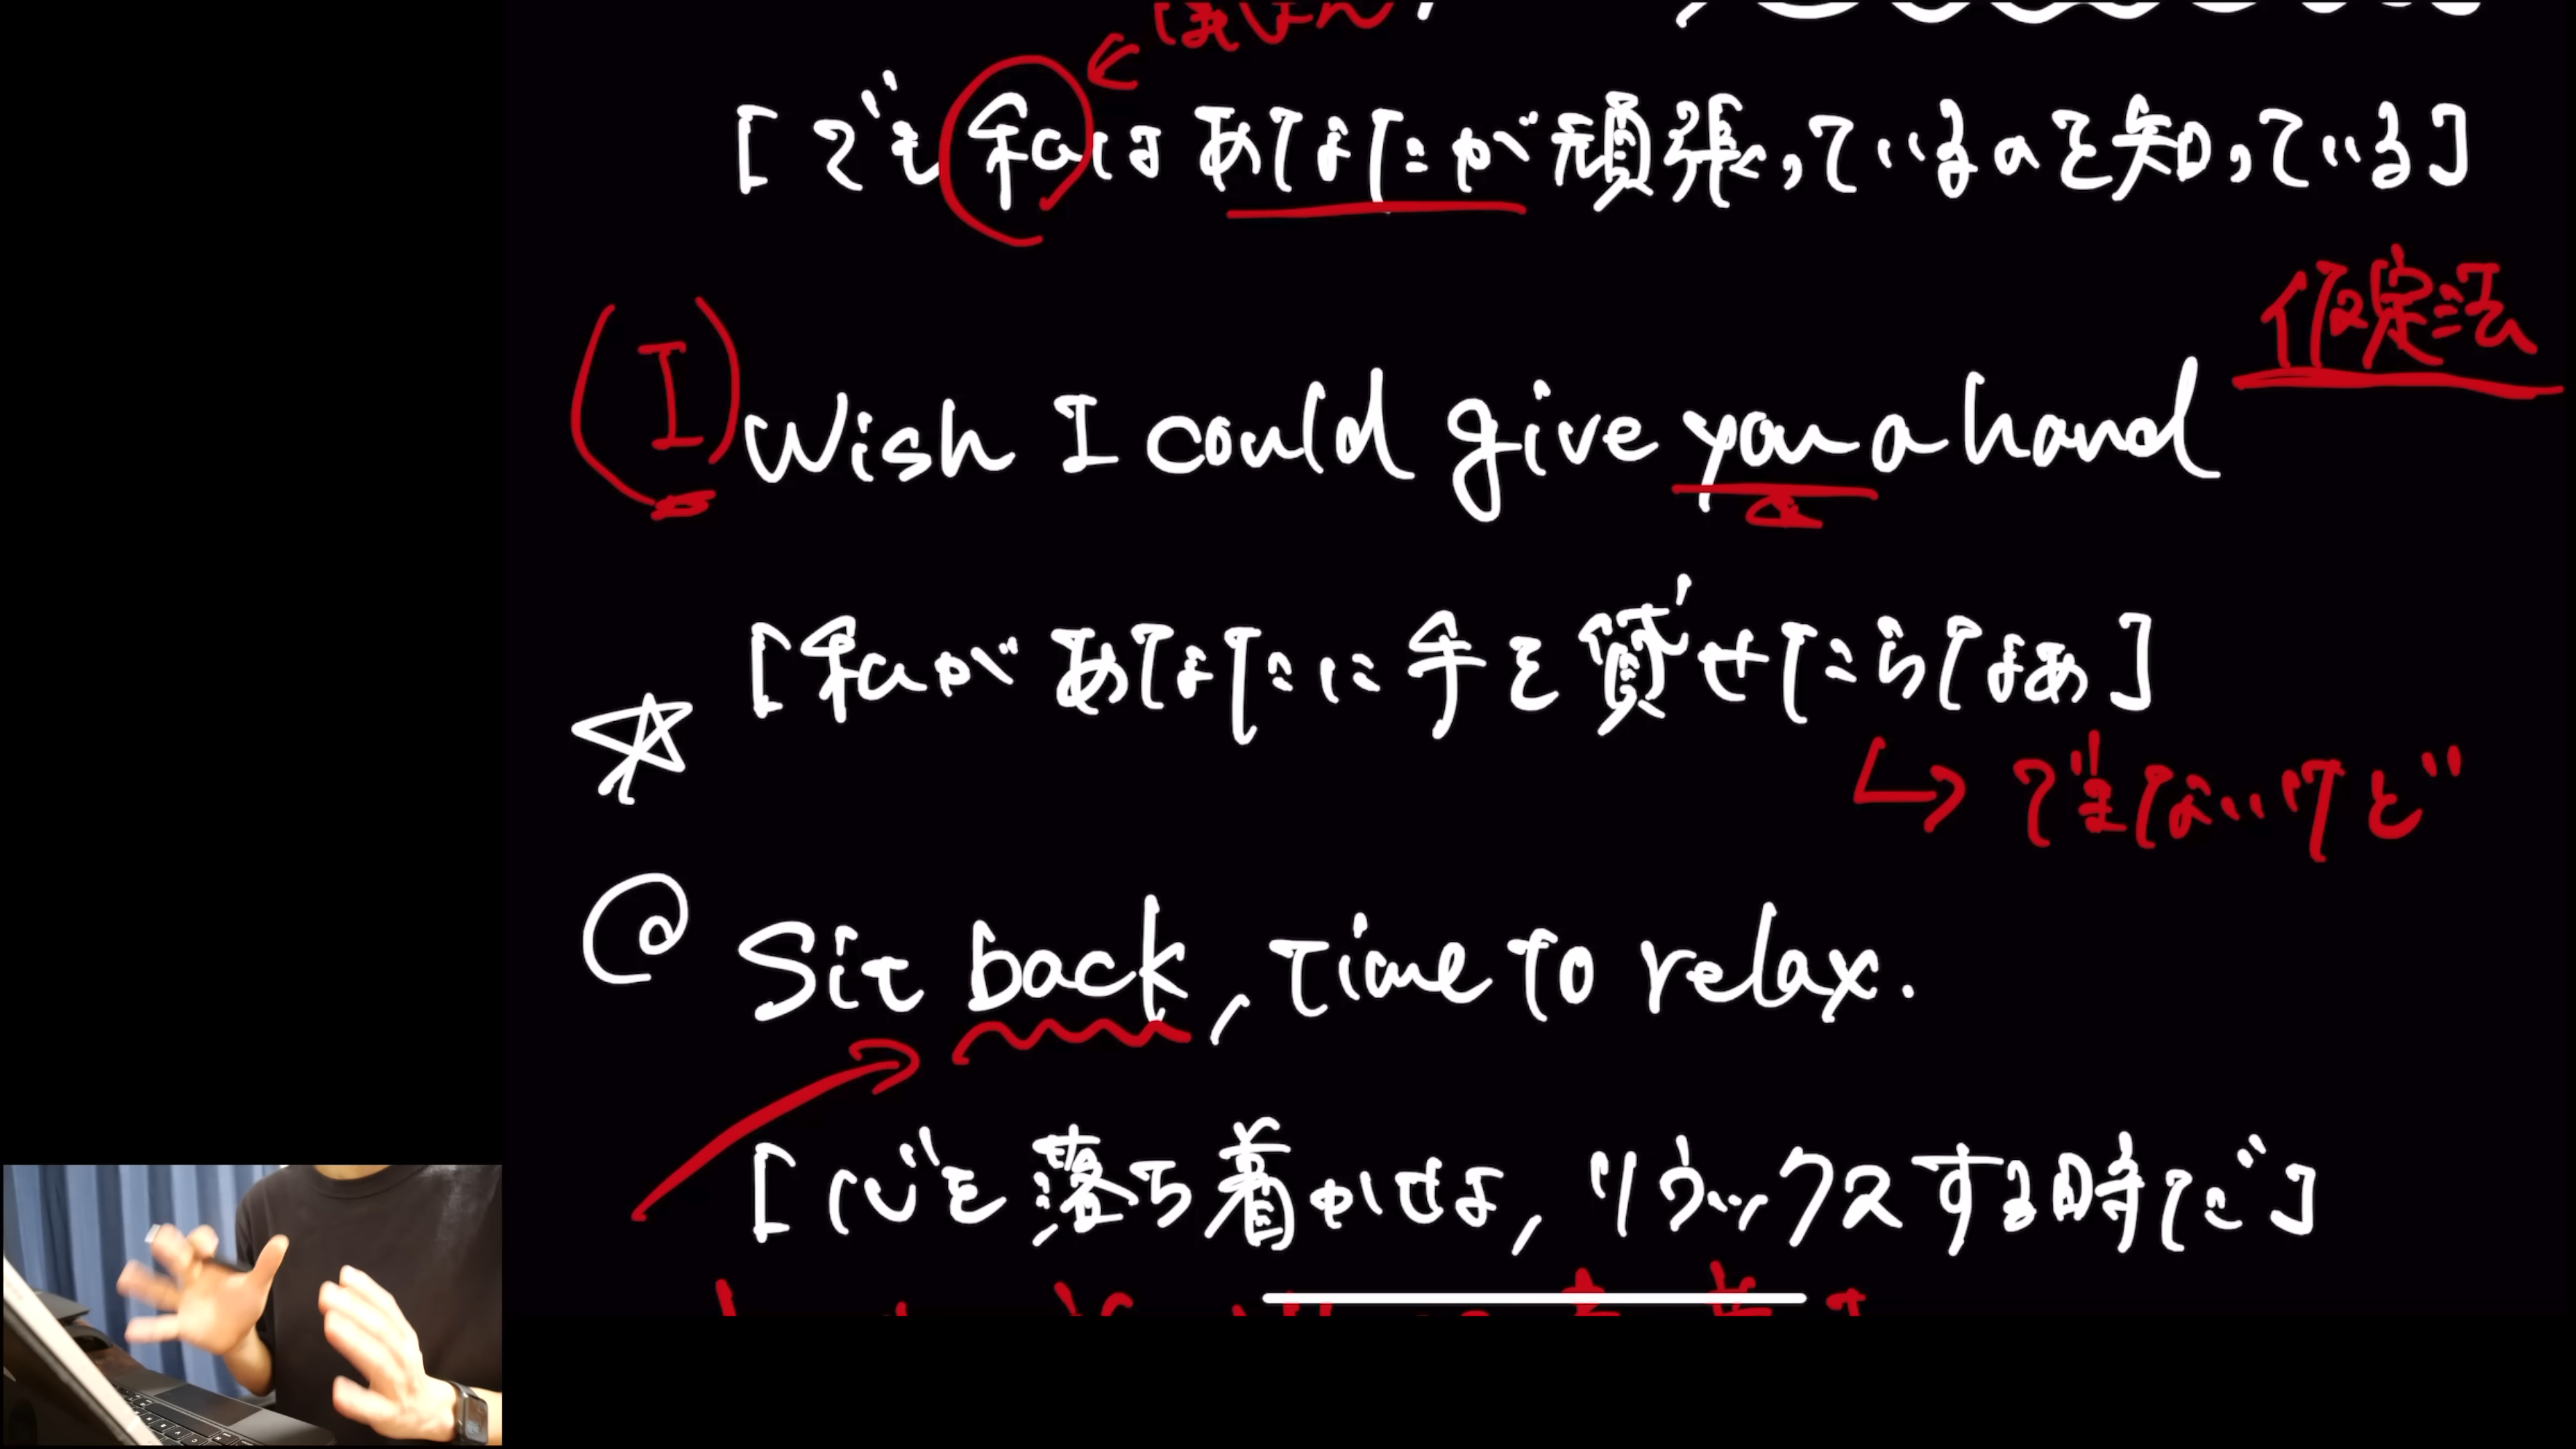 [でも私はあなたが頑張っているのを知っている]
仮定法
(I) Wish I could give you a hand
[私があなたに手を貸せたらなあ]
↳ できないけど
☆
@ Sit back, time to relax.
[心を落ち着かせよ, リラックスする時だ]